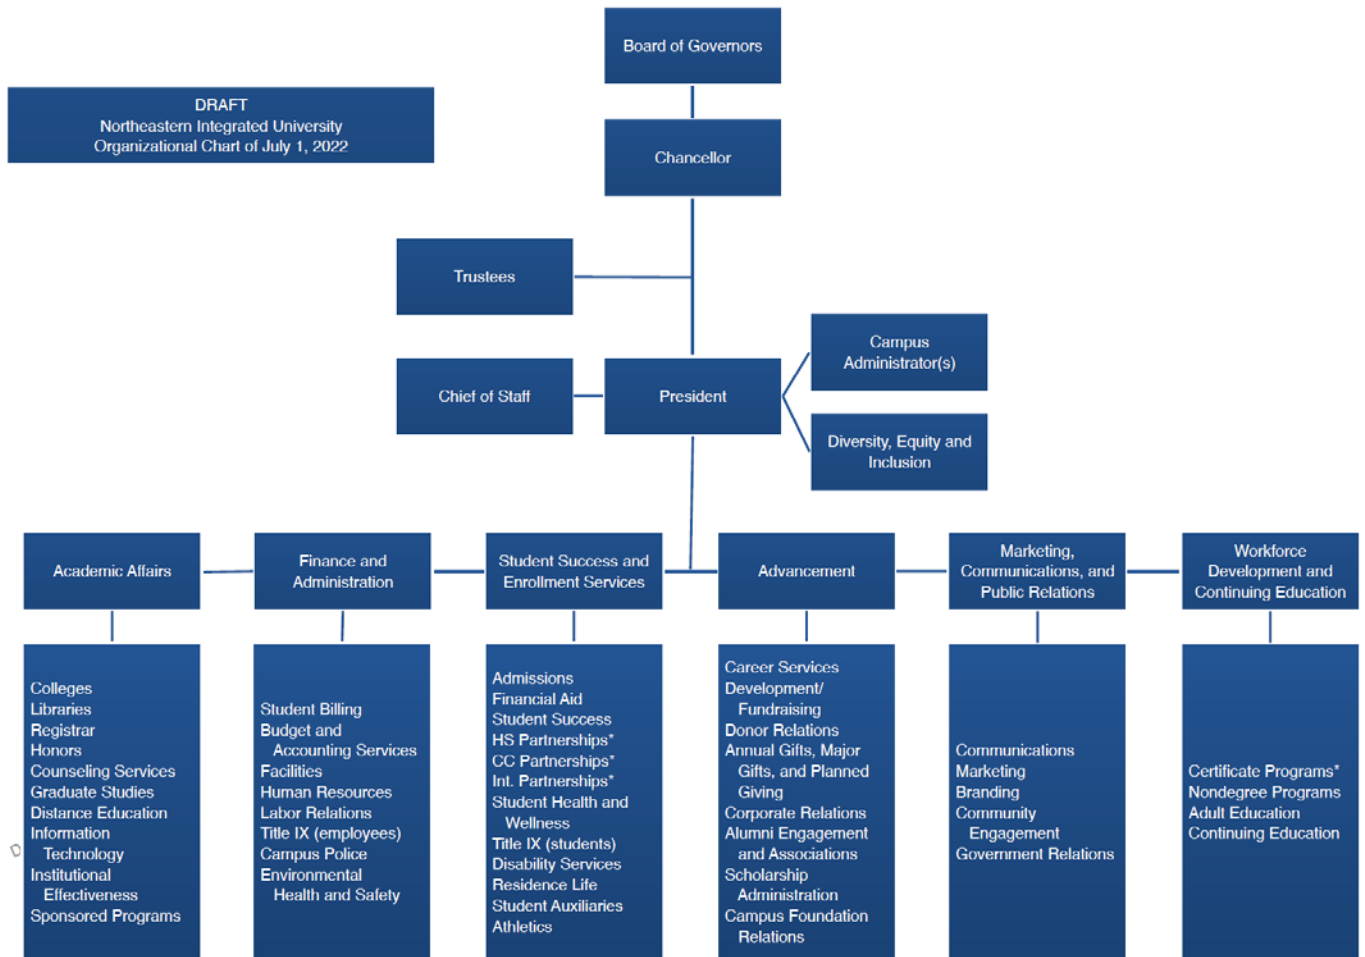 Board of Governors
DRAFT
Northeastern Integrated University
Organizational Chart of July 1, 2022
Chancellor
Trustees
Campus
Administrator(s)
Chief of Staff
President
Diversity, Equity and
Inclusion
Academic Affairs
Finance and
Administration
Student Success and
Enrollment Services
Advancement
Marketing,
Communications, and
Public Relations
Workforce
Development and
Continuing Education
Colleges
Libraries
Registrar
Honors
Counseling Services
Graduate Studies
Distance Education
Information
Technology
Institutional
Effectiveness
Sponsored Programs
Student Billing
Budget and
Accounting Services
Facilities
Human Resources
Labor Relations
Title IX (employees)
Campus Police
Environmental
Health and Safety
Admissions
Financial Aid
Student Success
HS Partnerships*
CC Partnerships*
Int. Partnerships*
Student Health and
Wellness
Title IX (students)
Disability Services
Residence Life
Student Auxiliaries
Athletics
Career Services
Development/
Fundraising
Donor Relations
Annual Gifts, Major
Gifts, and Planned
Giving
Corporate Relations
Alumni Engagement
and Associations
Scholarship
Administration
Campus Foundation
Relations
Communications
Marketing
Branding
Community
Engagement
Government Relations
Certificate Programs*
Nondegree Programs
Adult Education
Continuing Education